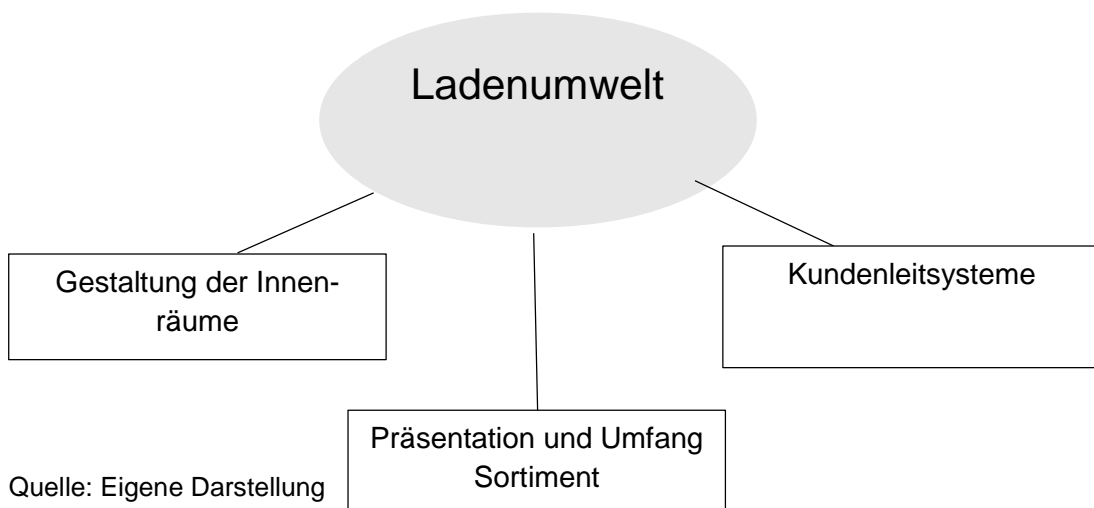 Ladenumwelt
Gestaltung der Innen-
räume
Kundenleitsysteme
Präsentation und Umfang
Sortiment
Quelle: Eigene Darstellung